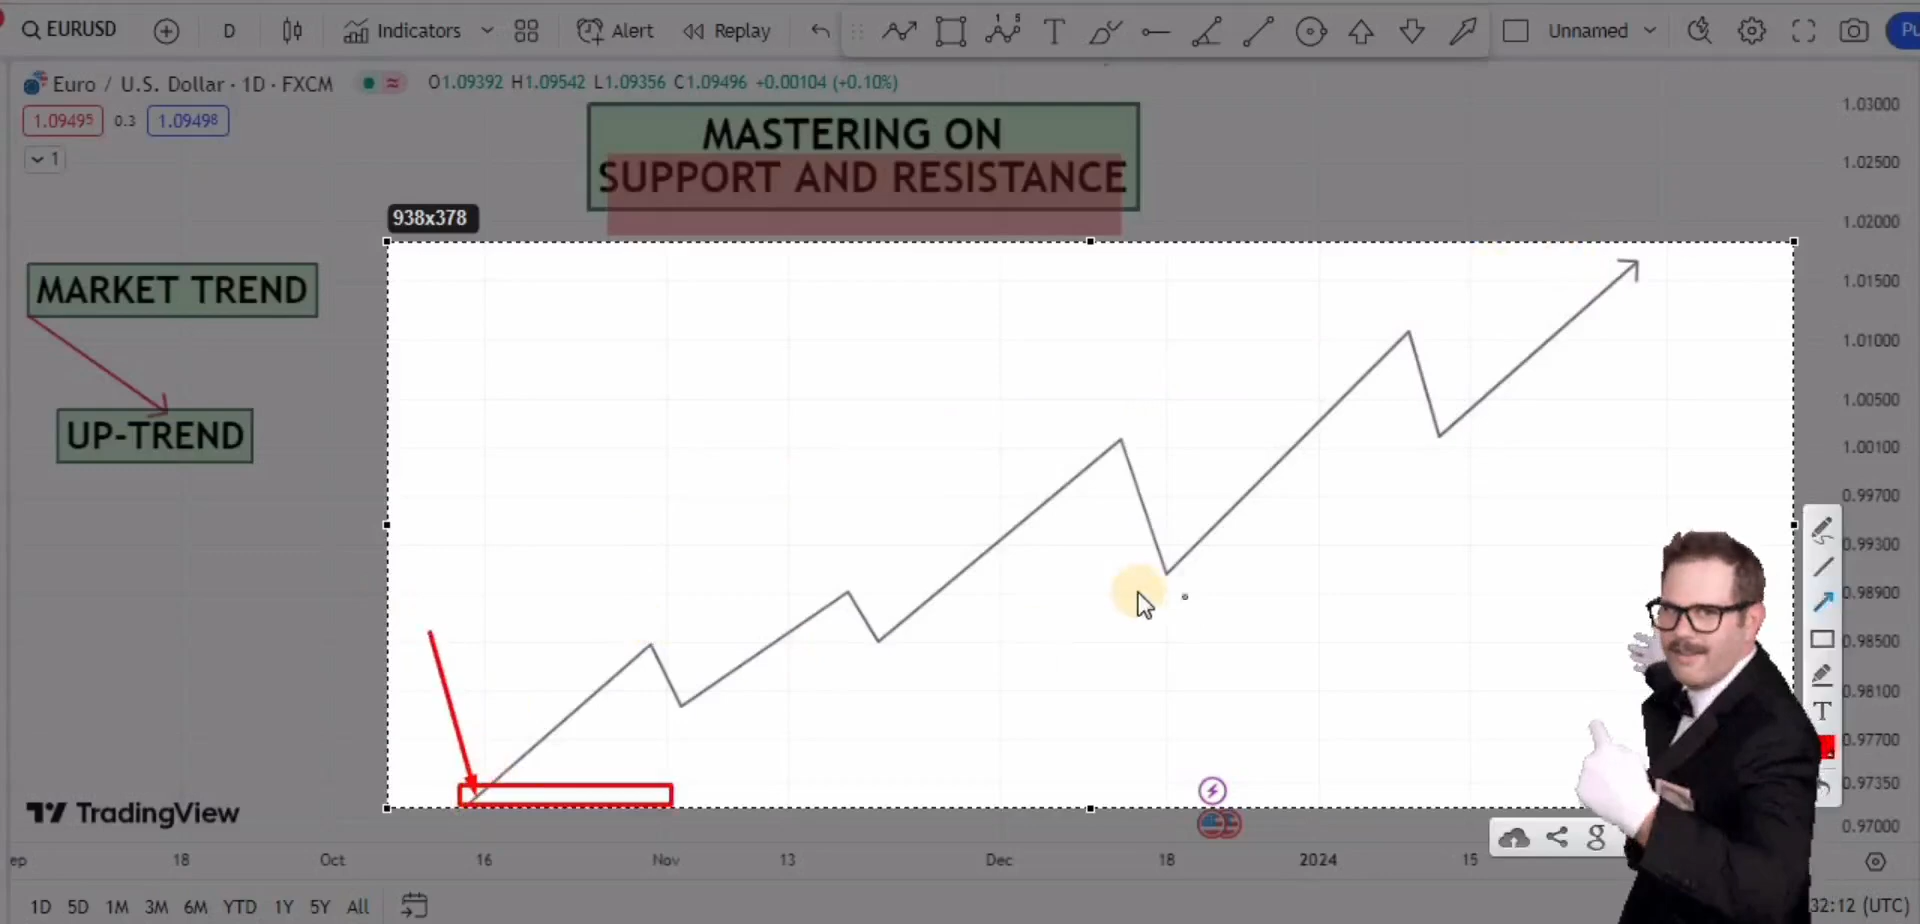 EURUSD
D
Indicators
Alert
Replay
1 5
T
Unnamed
Euro / U.S. Dollar · 1D · FXCM
O1.09392 H1.09542 L1.09356 C1.09496 +0.00104 (+0.10%)
1.09495 0.3 1.09498
1
MASTERING ON
SUPPORT AND RESISTANCE
938x378
MARKET TREND
UP-TREND
1.03000
1.02500
1.02000
1.01500
1.01000
1.00500
1.00100
0.99700
0.99300
0.98900
0.98500
0.98100
0.97700
0.97350
0.97000
T
g
TradingView
18
Oct
16
Nov
13
Dec
18
2024
15
1D 5D 1M 3M 6M YTD 1Y 5Y All
32:12 (UTC)